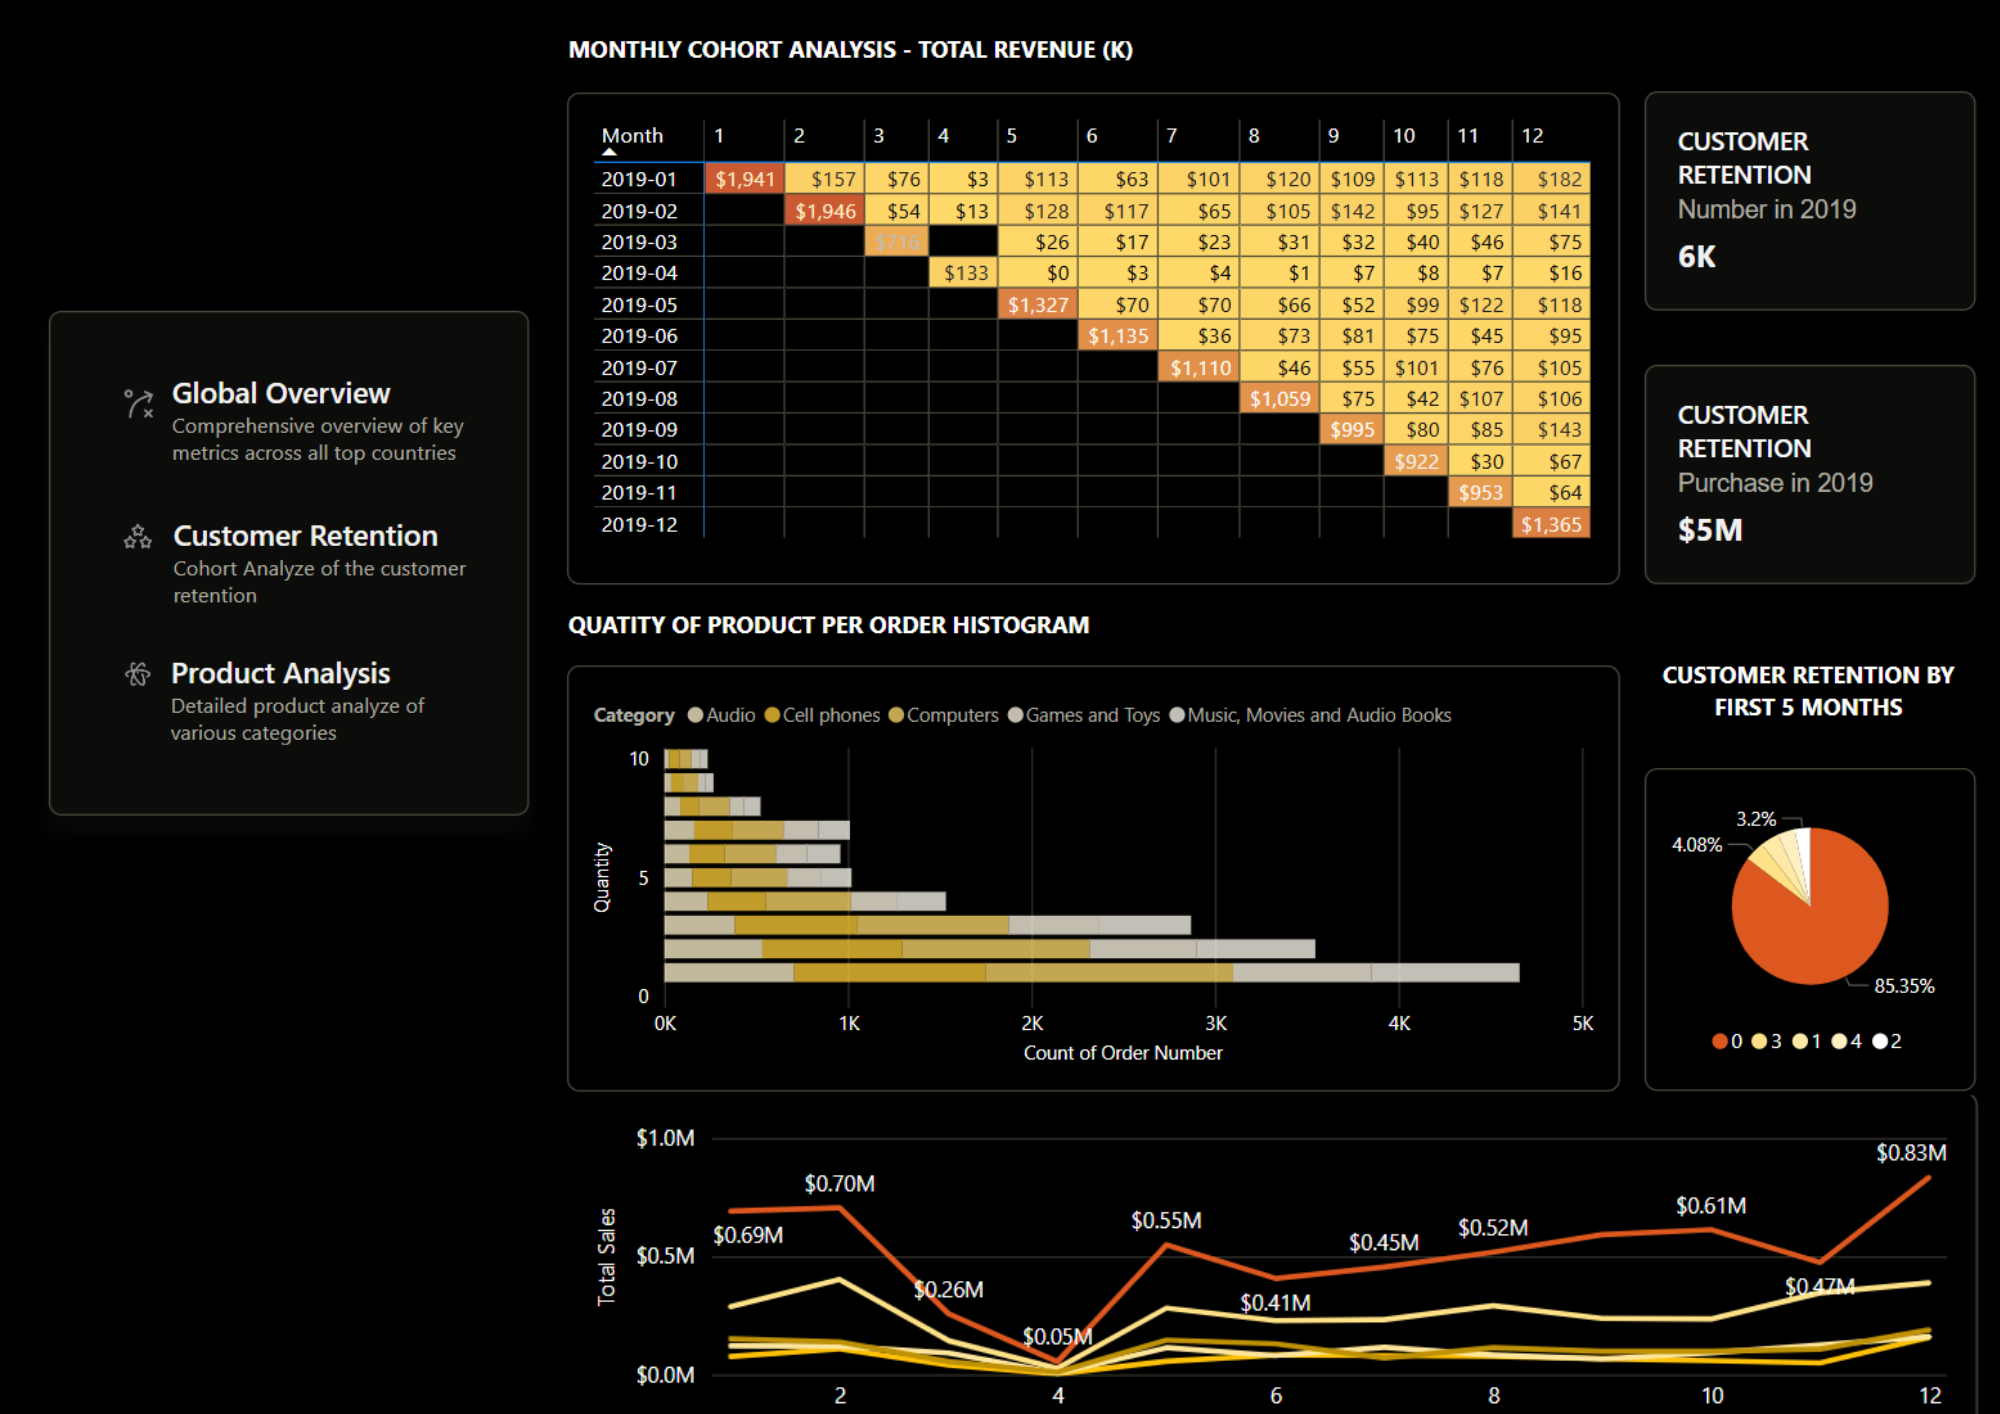 Global Overview
Comprehensive overview of key
metrics across all top countries
Customer Retention
Cohort Analyze of the customer
retention
Product Analysis
Detailed product analyze of
various categories
MONTHLY COHORT ANALYSIS - TOTAL REVENUE (K)
Month 1 2 3 4 5 6 7 8 9 10 11 12
2019-01 $1,941 $157 $76 $3 $113 $63 $101 $120 $109 $113 $118 $182
2019-02 $1,946 $54 $13 $128 $117 $65 $105 $142 $95 $127 $141
2019-03 $716 $26 $17 $23 $31 $32 $40 $46 $75
2019-04 $133 $0 $3 $4 $1 $7 $8 $7 $16
2019-05 $1,327 $70 $70 $66 $52 $99 $122 $118
2019-06 $1,135 $36 $73 $81 $75 $45 $95
2019-07 $1,110 $46 $55 $101 $76 $105
2019-08 $1,059 $75 $42 $107 $106
2019-09 $995 $80 $85 $143
2019-10 $922 $30 $67
2019-11 $953 $64
2019-12 $1,365
CUSTOMER
RETENTION
Number in 2019
6K
CUSTOMER
RETENTION
Purchase in 2019
$5M
QUATITY OF PRODUCT PER ORDER HISTOGRAM
Category Audio Cell phones Computers Games and Toys Music, Movies and Audio Books
Quantity
10
5
0
0K 1K 2K 3K 4K 5K
Count of Order Number
CUSTOMER RETENTION BY
FIRST 5 MONTHS
3.2%
4.08%
85.35%
0 3 1 4 2
Total Sales
$1.0M
$0.5M
$0.0M
$0.69M
$0.70M
$0.26M
$0.05M
$0.55M
$0.41M
$0.45M
$0.52M
$0.61M
$0.47M
$0.83M
2 4 6 8 10 12